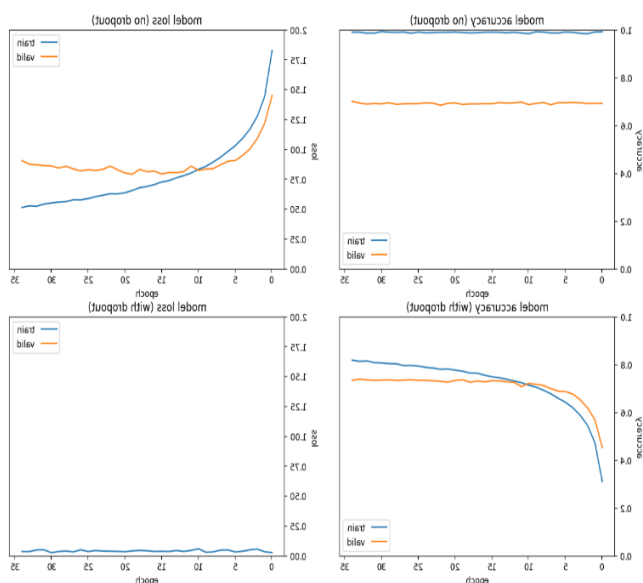 model accuracy (no dropout)
1.0
0.8
0.6
0.4
0.2
0.0
accuracy
train
valid
0 5 10 15 20 25 30 35
epoch
model loss (no dropout)
2.00
1.75
1.50
1.25
1.00
0.75
0.50
0.25
0.00
loss
train
valid
0 5 10 15 20 25 30 35
epoch
model accuracy (with dropout)
1.0
0.8
0.6
0.4
0.2
0.0
accuracy
train
valid
0 5 10 15 20 25 30 35
epoch
model loss (with dropout)
2.00
1.75
1.50
1.25
1.00
0.75
0.50
0.25
0.00
loss
train
valid
0 5 10 15 20 25 30 35
epoch